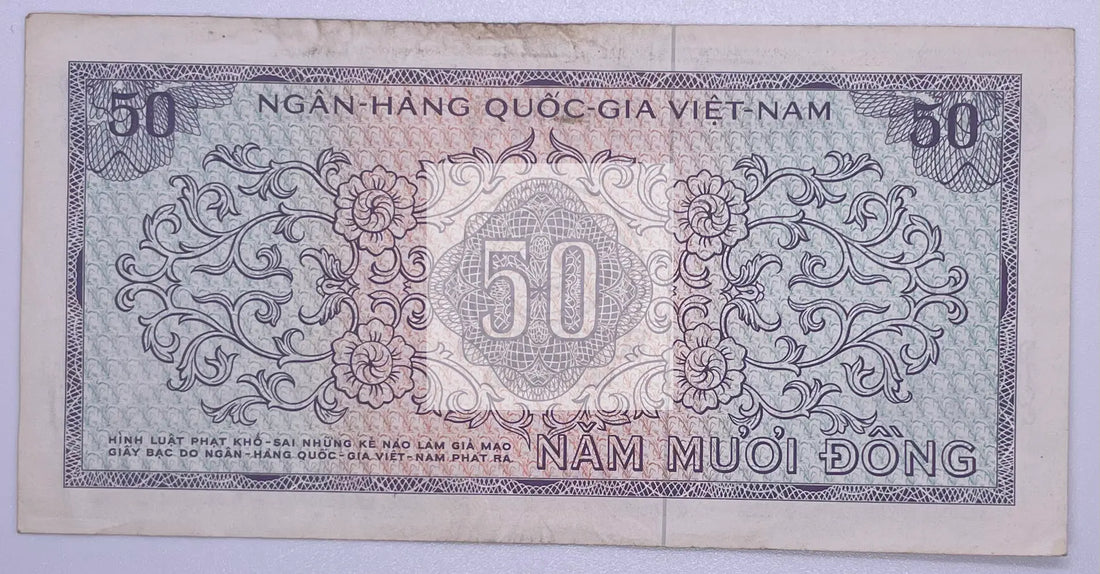 50 NGÂN-HÀNG QUỐC-GIA VIỆT-NAM 50
50
HÌNH LUẬT PHẠT KHỔ-SAI NHỮNG KẺ NÀO LÀM GIẢ MẠO
GIẤY BẠC DO NGÂN-HÀNG QUỐC-GIA VIỆT-NAM PHÁT RA.
NĂM MƯƠI ĐỒNG